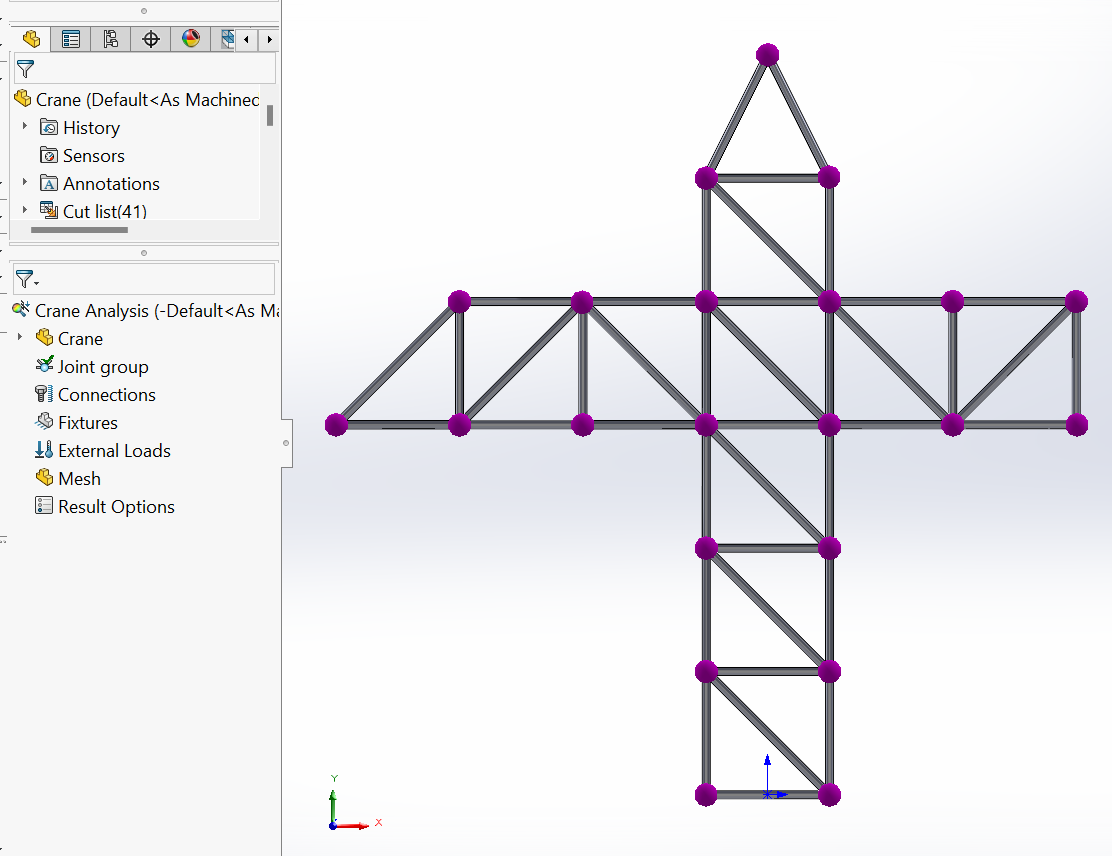 Crane (Default<As Machined
History
Sensors
A Annotations
Cut list(41)
Crane Analysis (-Default<As Ma
Crane
Joint group
Connections
Fixtures
External Loads
Mesh
Result Options
Y
X